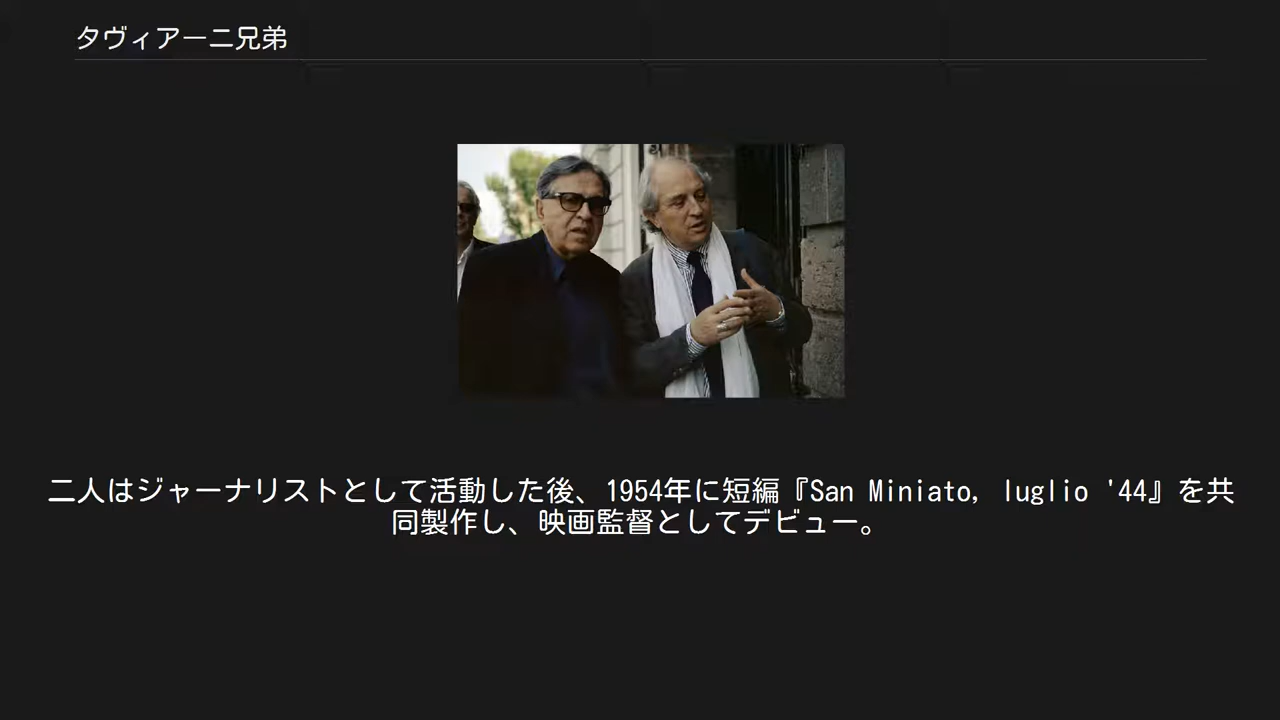 タヴィアーニ兄弟
二人はジャーナリストとして活動した後、1954年に短編『San Miniato, luglio '44』を共
同製作し、映画監督としてデビュー。